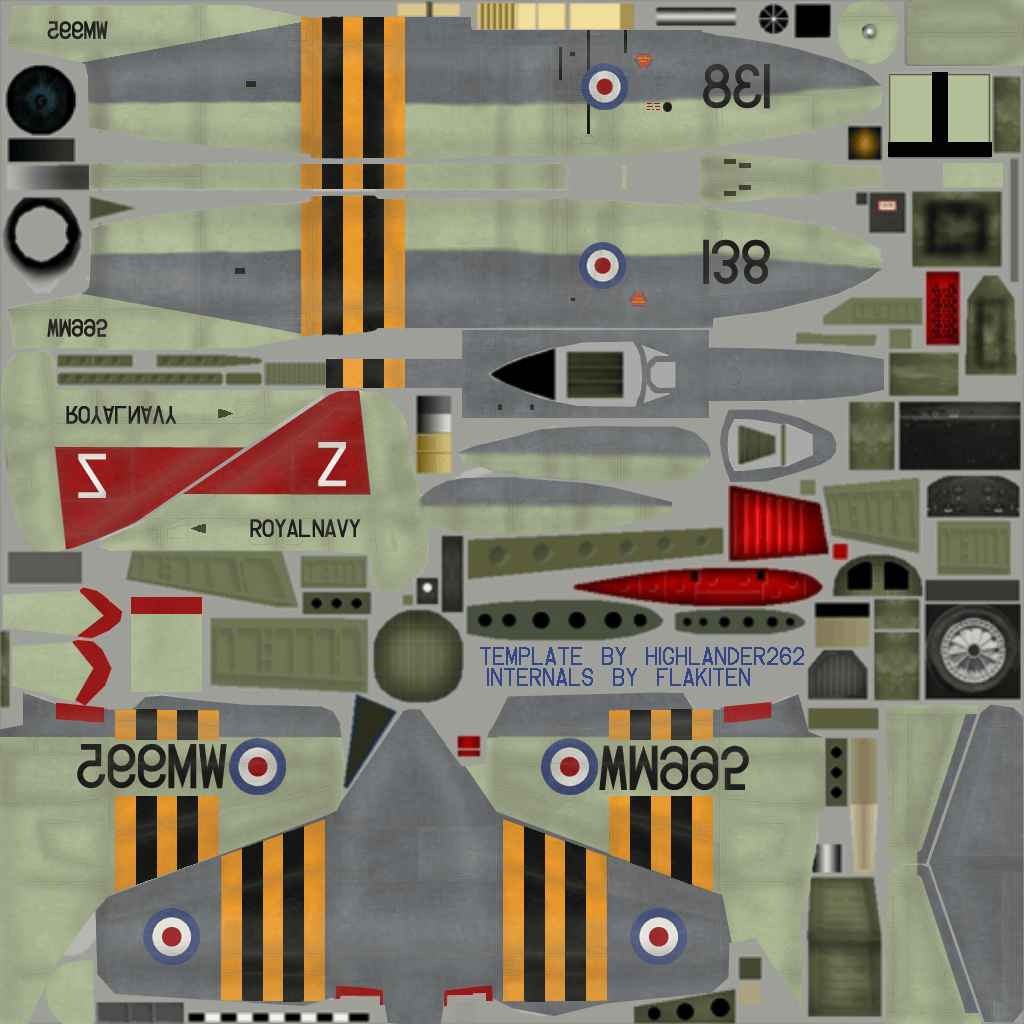 WM995
138
138
WM995
ROYALNAVY
Z
Z
ROYALNAVY
TEMPLATE BY HIGHLANDER262
INTERNALS BY FLAKITEN
WM995
WM995